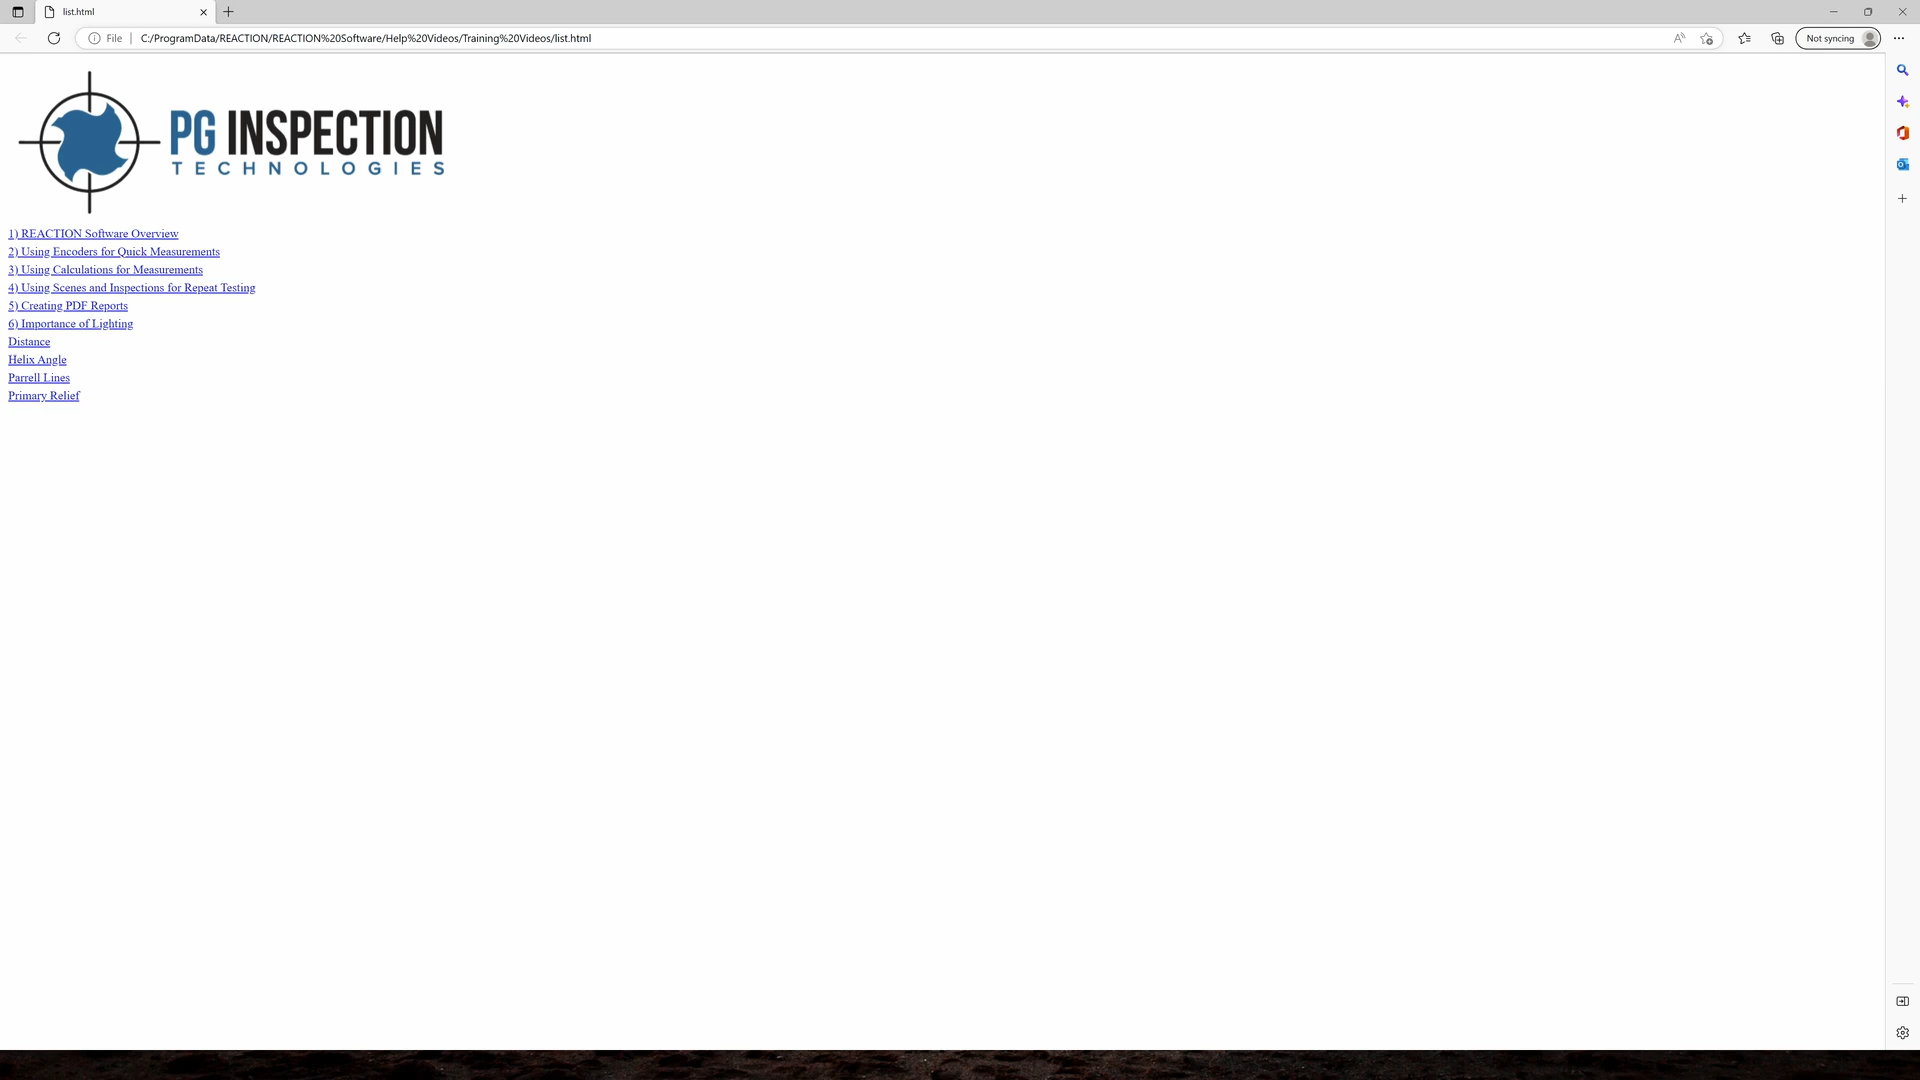 list.html
File
C:/ProgramData/REACTION/REACTION%20Software/Help%20Videos/Training%20Videos/list.html
Not syncing
PG INSPECTION
TECHNOLOGIES
1) REACTION Software Overview
2) Using Encoders for Quick Measurements
3) Using Calculations for Measurements
4) Using Scenes and Inspections for Repeat Testing
5) Creating PDF Reports
6) Importance of Lighting
Distance
Helix Angle
Parrell Lines
Primary Relief